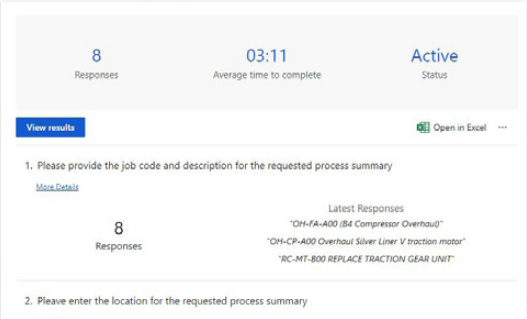 8 03:11 Active
Responses Average time to complete Status
View results Open in Excel ...
1. Please provide the job code and description for the requested process summary
More Details
8 Latest Responses
Responses "OH-FA-A00 (B4 Compressor Overhaul)"
"OH-CP-A00 Overhaul Silver Liner V traction motor"
"RC-MT-B00 REPLACE TRACTION GEAR UNIT"
2. Pleave enter the location for the requested process summary